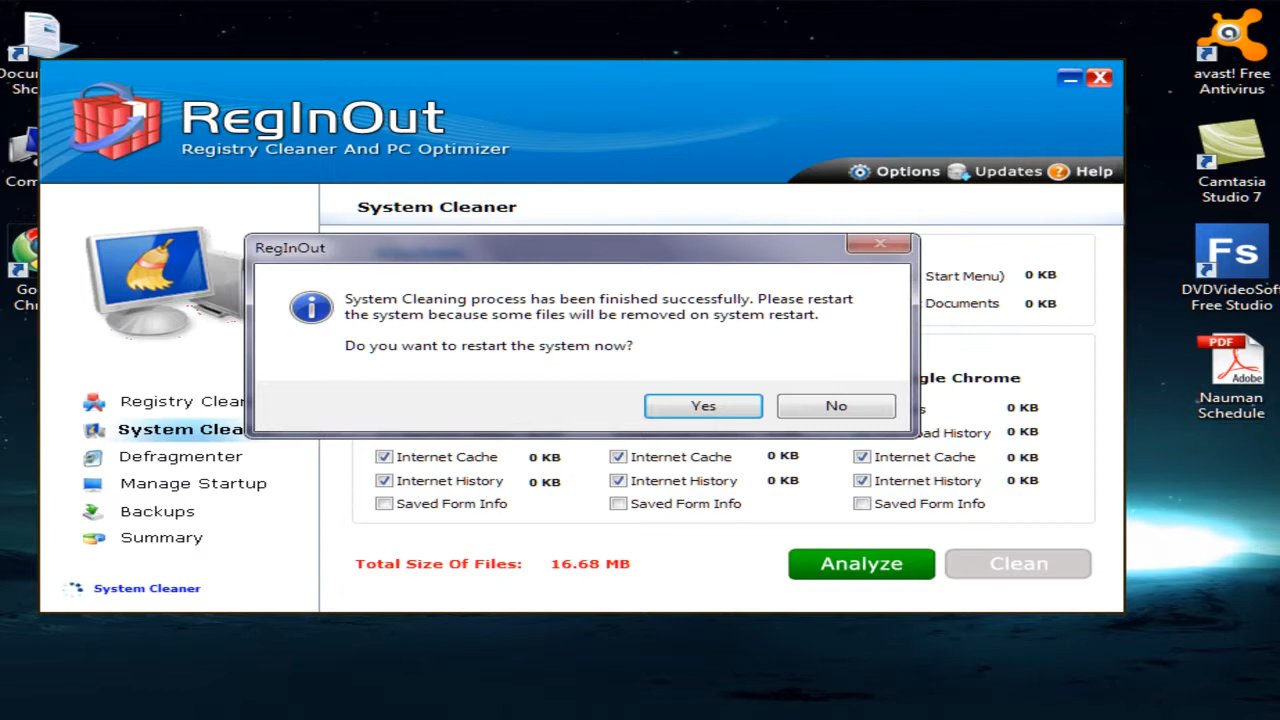 Docu
Sho
Com
Go
Chr
RegInOut
Registry Cleaner And PC Optimizer
Options Updates Help
System Cleaner
RegInOut
System Cleaning process has been finished successfully. Please restart
the system because some files will be removed on system restart.
Do you want to restart the system now?
Yes No
Start Menu) 0 KB
Documents 0 KB
gle Chrome
s 0 KB
oad History 0 KB
Internet Cache 0 KB Internet Cache 0 KB Internet Cache 0 KB
Internet History 0 KB Internet History 0 KB Internet History 0 KB
Saved Form Info Saved Form Info Saved Form Info
Total Size Of Files: 16.68 MB Analyze Clean
Registry Clean
System Clea
Defragmenter
Manage Startup
Backups
Summary
System Cleaner
avast! Free
Antivirus
Camtasia
Studio 7
Fs
DVDVideoSoft
Free Studio
PDF
Adobe
Nauman
Schedule